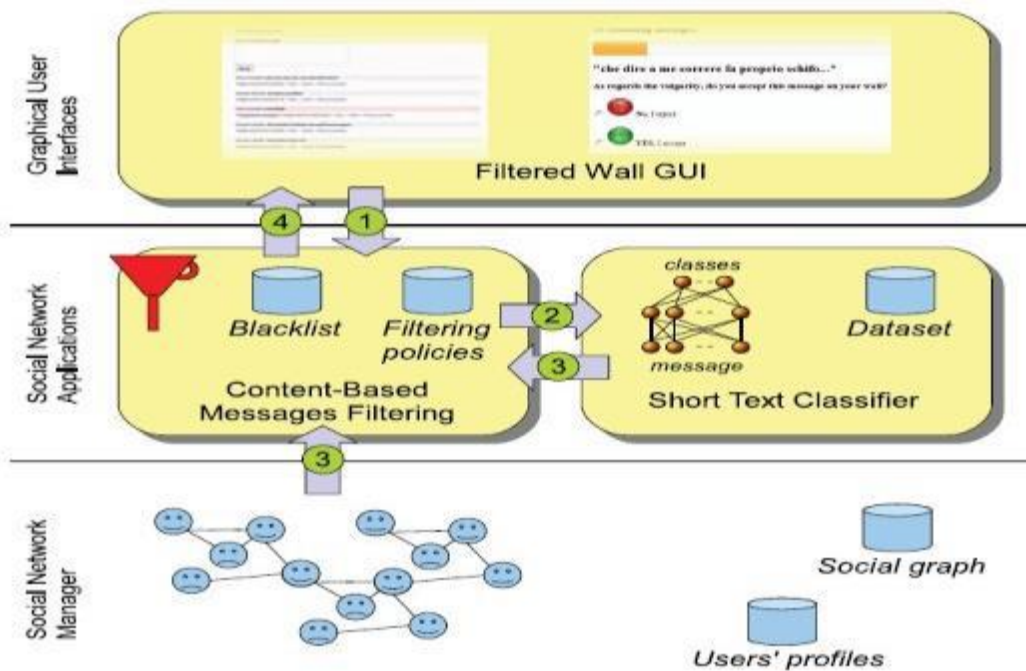 Graphical User
Interfaces
"che dire a me correre fa proprio schifo..."
As regards the vulgarity, do you accept this message on your wall?
No, I reject
YES, I accept
Filtered Wall GUI
4
1
Social Network
Applications
Blacklist
Filtering
policies
Content-Based
Messages Filtering
2
3
classes
message
Dataset
Short Text Classifier
3
Social Network
Manager
Social graph
Users' profiles